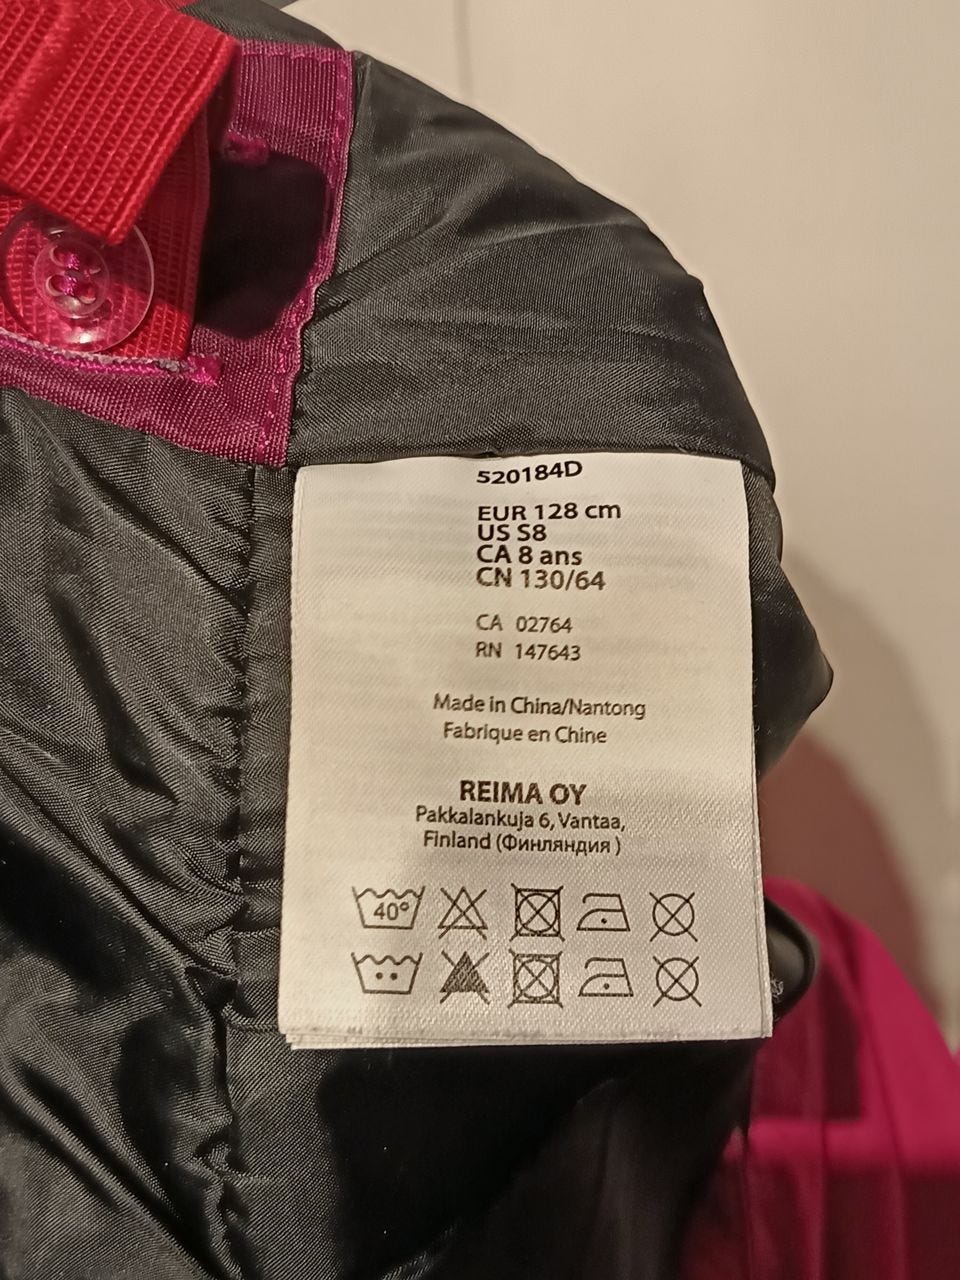 520184D
EUR 128 cm
US S8
CA 8 ans
CN 130/64
CA 02764
RN 147643
Made in China/Nantong
Fabrique en Chine
REIMA OY
Pakkalankuja 6, Vantaa,
Finland (Финляндия )
40°